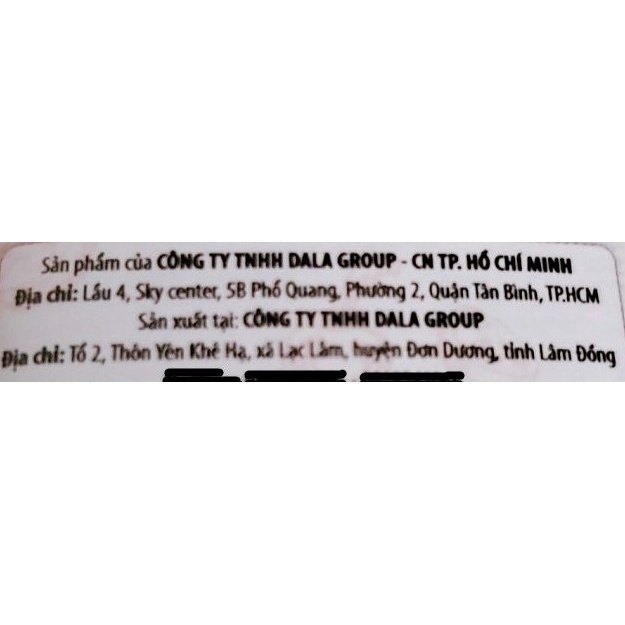 Sản phẩm của CÔNG TY TNHH DALA GROUP - CN TP. HỒ CHÍ MINH
Địa chỉ: Lầu 4, Sky center, 5B Phổ Quang, Phường 2, Quận Tân Bình, TP.HCM
Sản xuất tại: CÔNG TY TNHH DALA GROUP
Địa chỉ: Tổ 2, Thôn Yên Khê Hạ, xã Lạc Lâm, huyện Đơn Dương, tỉnh Lâm Đồng